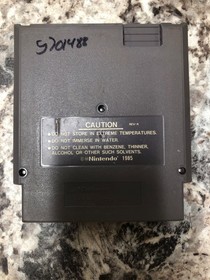 S701488
CAUTION
•DO NOT STORE IN EXTREME TEMPERATURES.
•DO NOT IMMERSE IN WATER
•DO NOT CLEAN WITH BENZENE, THINNER,
ALCOHOL OR OTHER SUCH SOLVENTS.
©Nintendo 1985